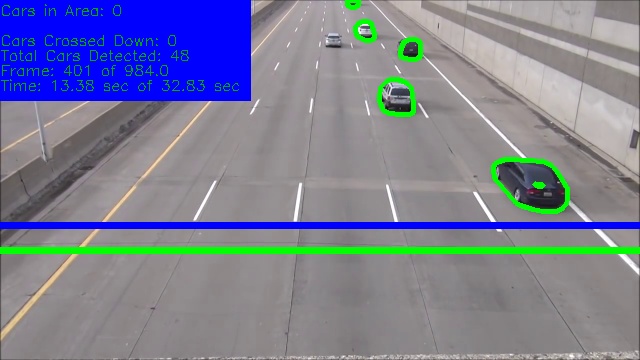 Cars in Area: 0
Cars Crossed Down: 0
Total Cars Detected: 48
Frame: 401 of 984.0
Time: 13.38 sec of 32.83 sec